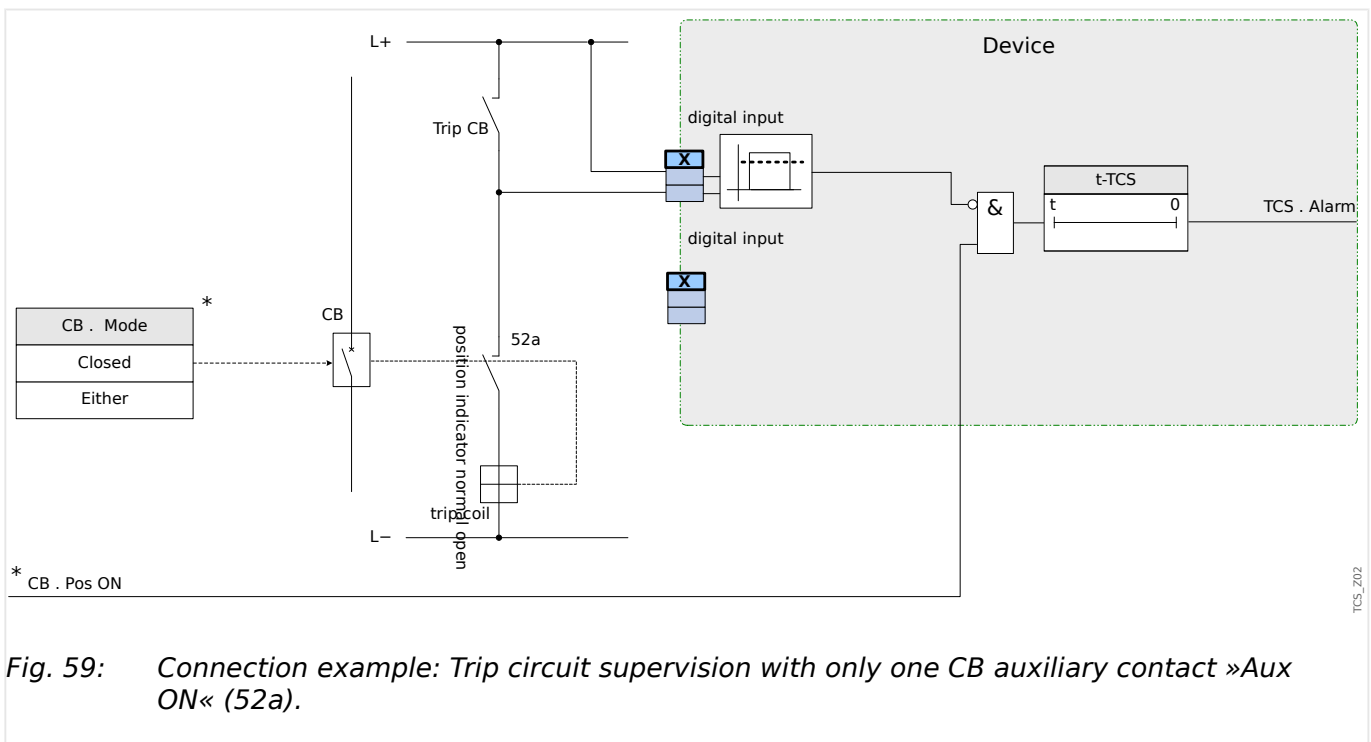 Device
L+
digital input
Trip CB
X
t-TCS
t 0
&
TCS . Alarm
digital input
X
*
CB . Mode
Closed
Either
CB
52a
position indicator normal open
trip coil
L−
* CB . Pos ON
TCS_Z02
Fig. 59: Connection example: Trip circuit supervision with only one CB auxiliary contact »Aux
ON« (52a).